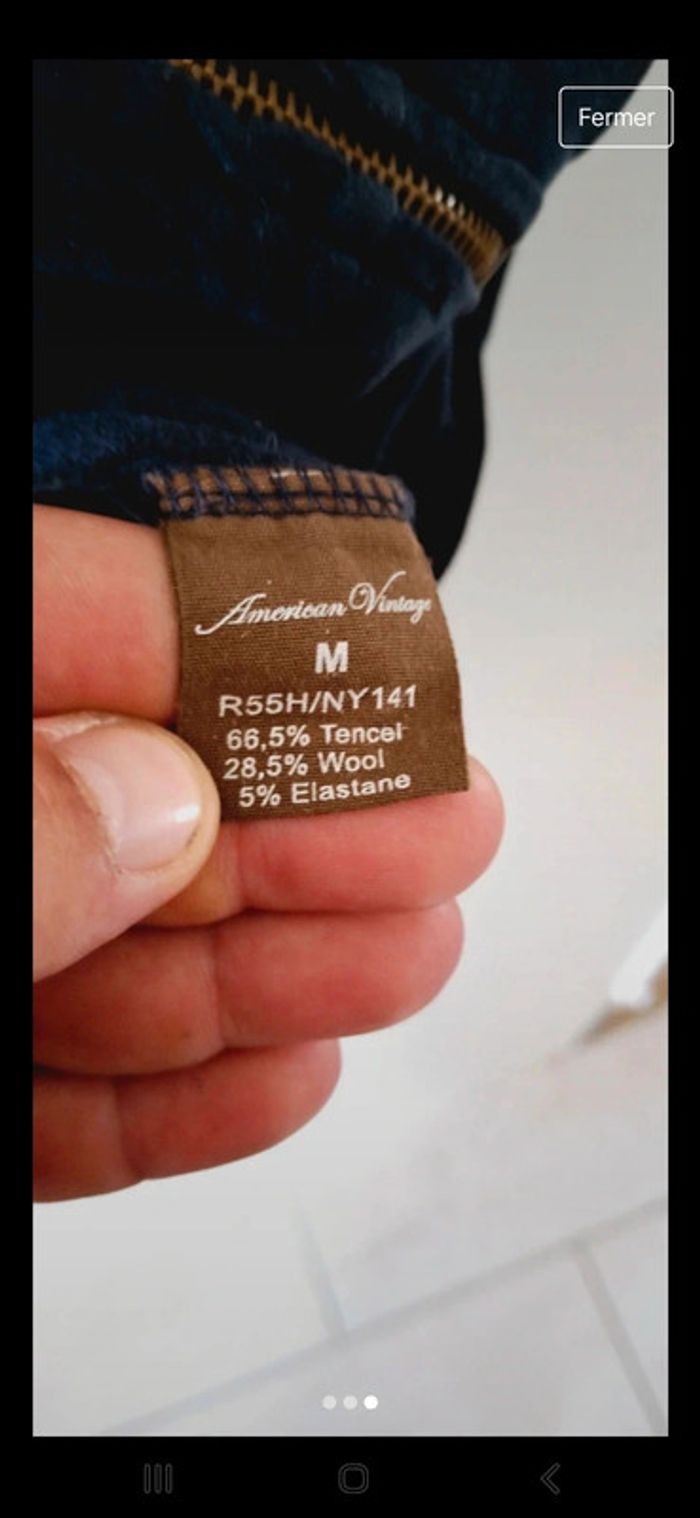 Fermer
American Vintage
M
R55H/NY141
66,5% Tencel
28,5% Wool
5% Elastane